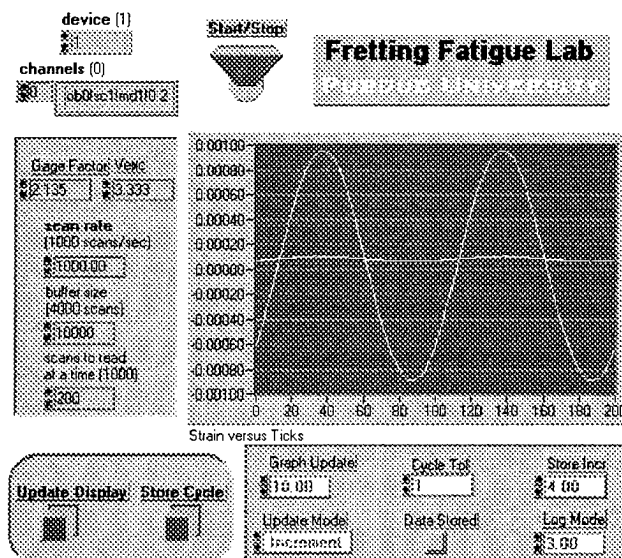 device (1)
1
channels (0)
0
ob0!sc1!md1!0:2
Start/Stop
Fretting Fatigue Lab
PURDUE UNIVERSITY
Gage Factor Vexc
2.135 3.333
scan rate
(1000 scans/sec)
1000.00
buffer size
(4000 scans)
10000
scans to read
at a time (1000)
200
0.00100
0.00080
0.00060
0.00040
0.00020
0.00000
-0.00020
-0.00040
-0.00060
-0.00080
-0.00100
0 20 40 60 80 100 120 140 160 180 200
Strain versus Ticks
Update Display Store Cycle
Graph Update Cycle Tol Store Incr
10.00 1 4.00
Update Mode Data Stored Log Mode
Increment 3.00